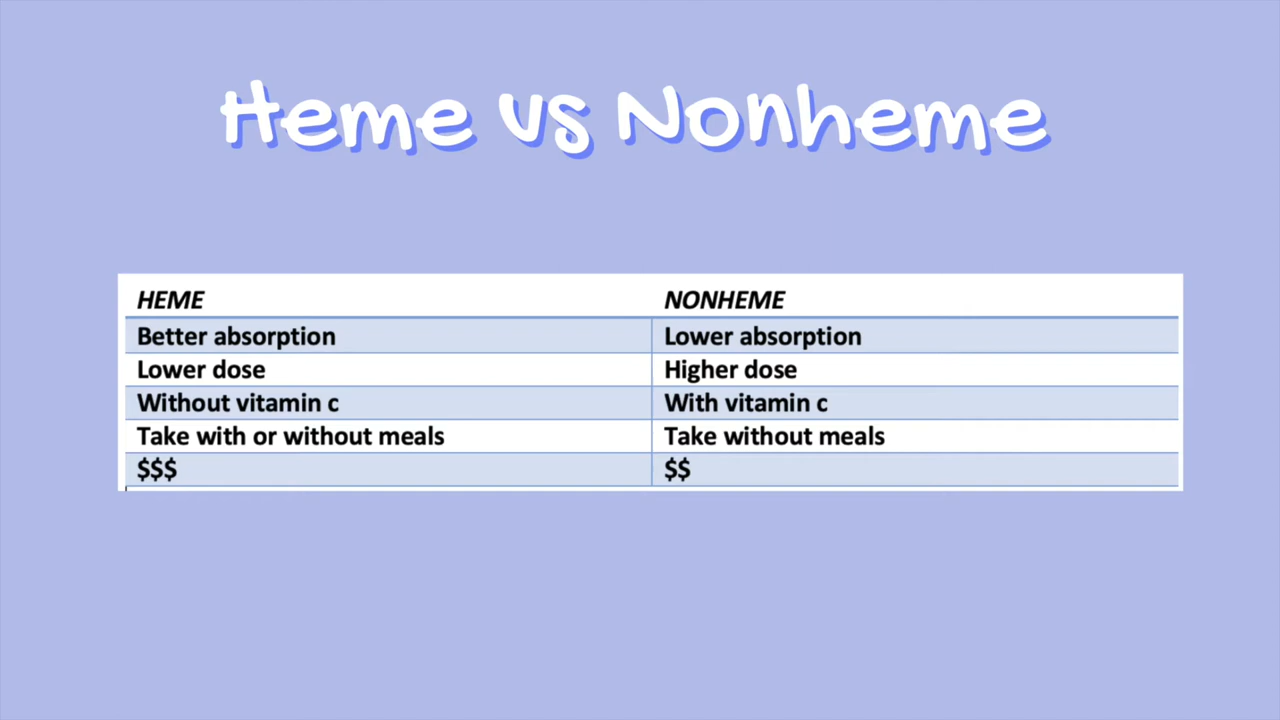 Heme vs Nonheme
HEME NONHEME
Better absorption Lower absorption
Lower dose Higher dose
Without vitamin c With vitamin c
Take with or without meals Take without meals
$$$ $$